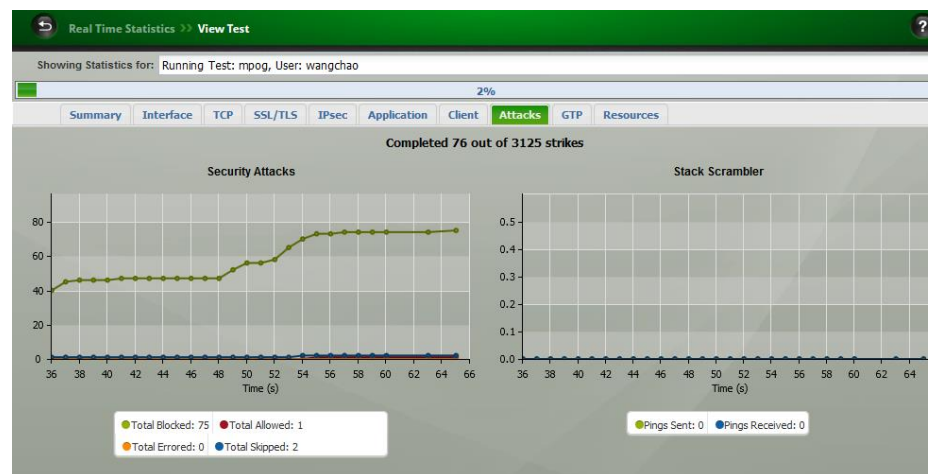 Real Time Statistics >> View Test
?
Showing Statistics for: Running Test: mpog, User: wangchao
2%
Summary Interface TCP SSL/TLS IPsec Application Client Attacks GTP Resources
Completed 76 out of 3125 strikes
Security Attacks
80
60
40
20
0
36 38 40 42 44 46 48 50 52 54 56 58 60 62 64 66
Time (s)
Total Blocked: 75 Total Allowed: 1
Total Errored: 0 Total Skipped: 2
Stack Scrambler
0.5
0.4
0.3
0.2
0.1
0.0
36 38 40 42 44 46 48 50 52 54 56 58 60 62 64
Time (s)
Pings Sent: 0 Pings Received: 0